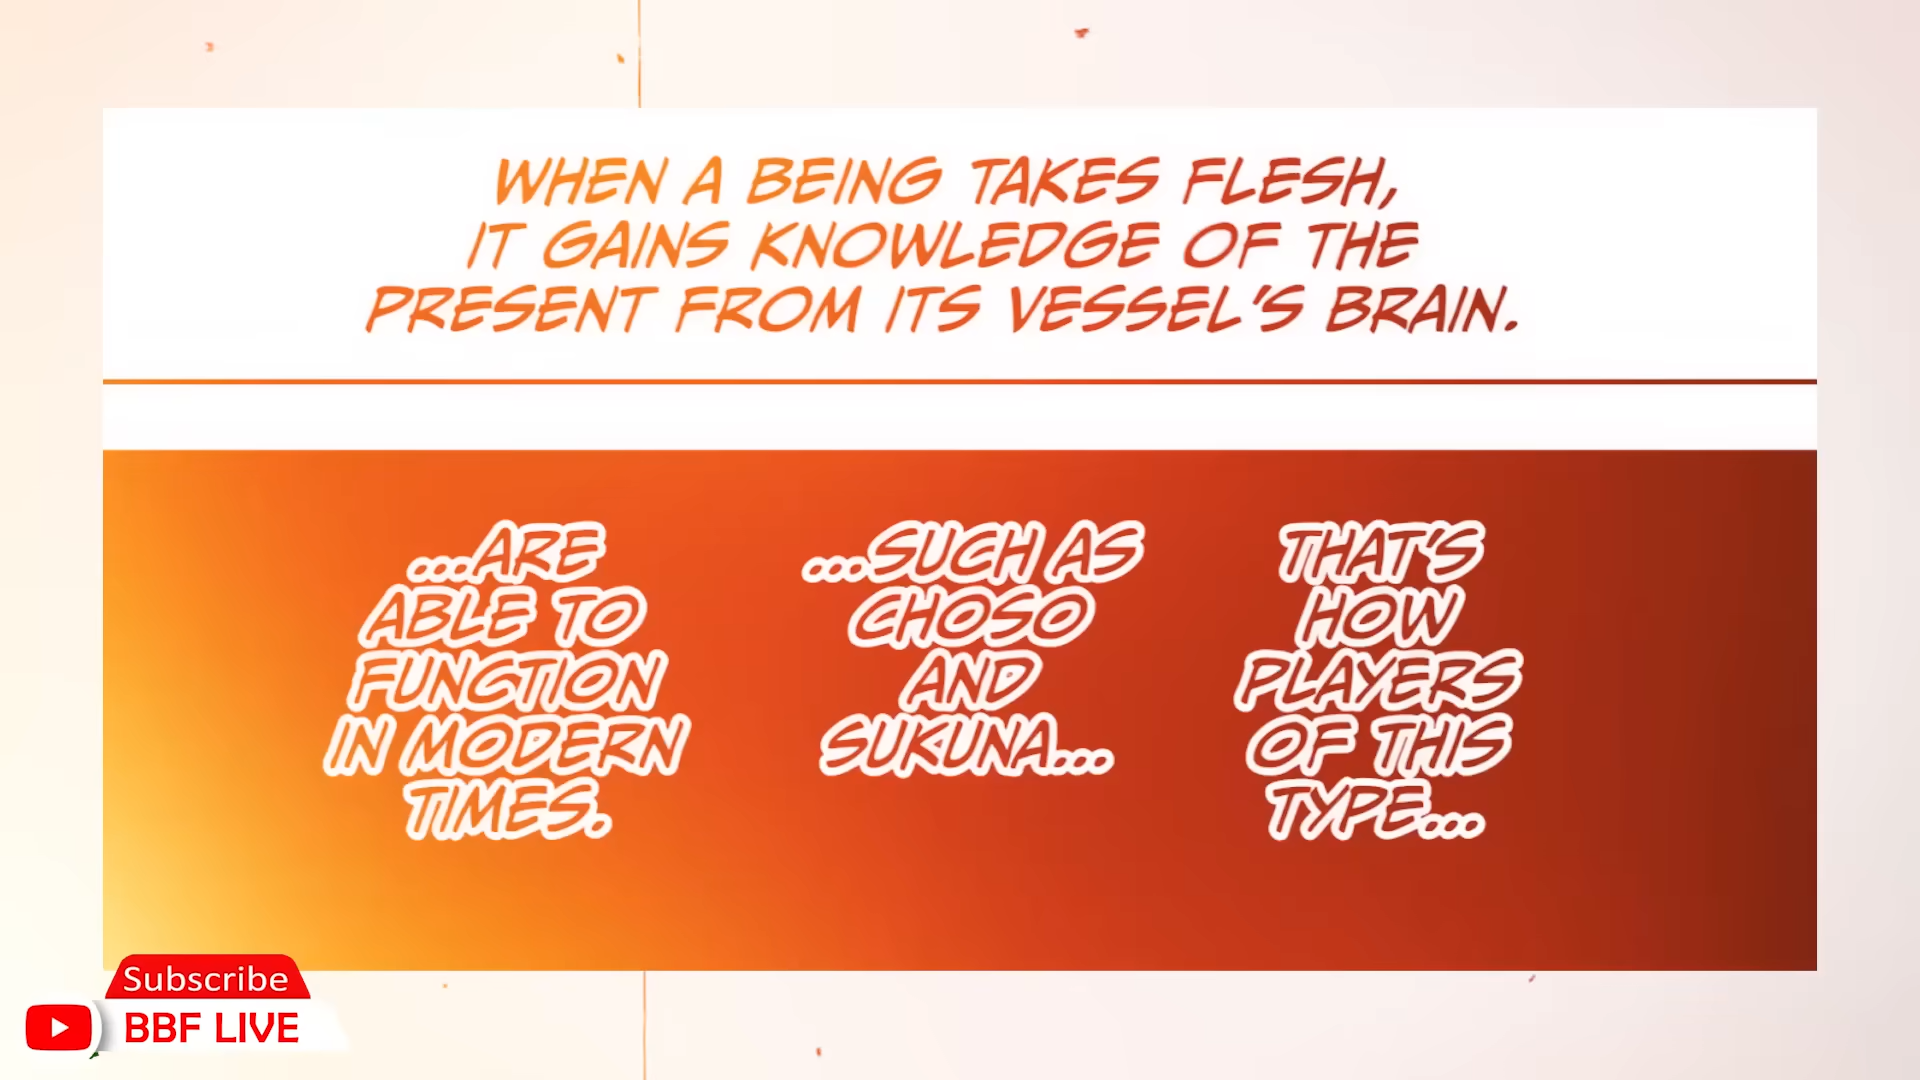 WHEN A BEING TAKES FLESH,
IT GAINS KNOWLEDGE OF THE
PRESENT FROM ITS VESSEL'S BRAIN.
THAT'S
HOW
PLAYERS
OF THIS
TYPE...
...SUCH AS
CHOSO
AND
SUKUNA...
...ARE
ABLE TO
FUNCTION
IN MODERN
TIMES.
Subscribe
BBF LIVE